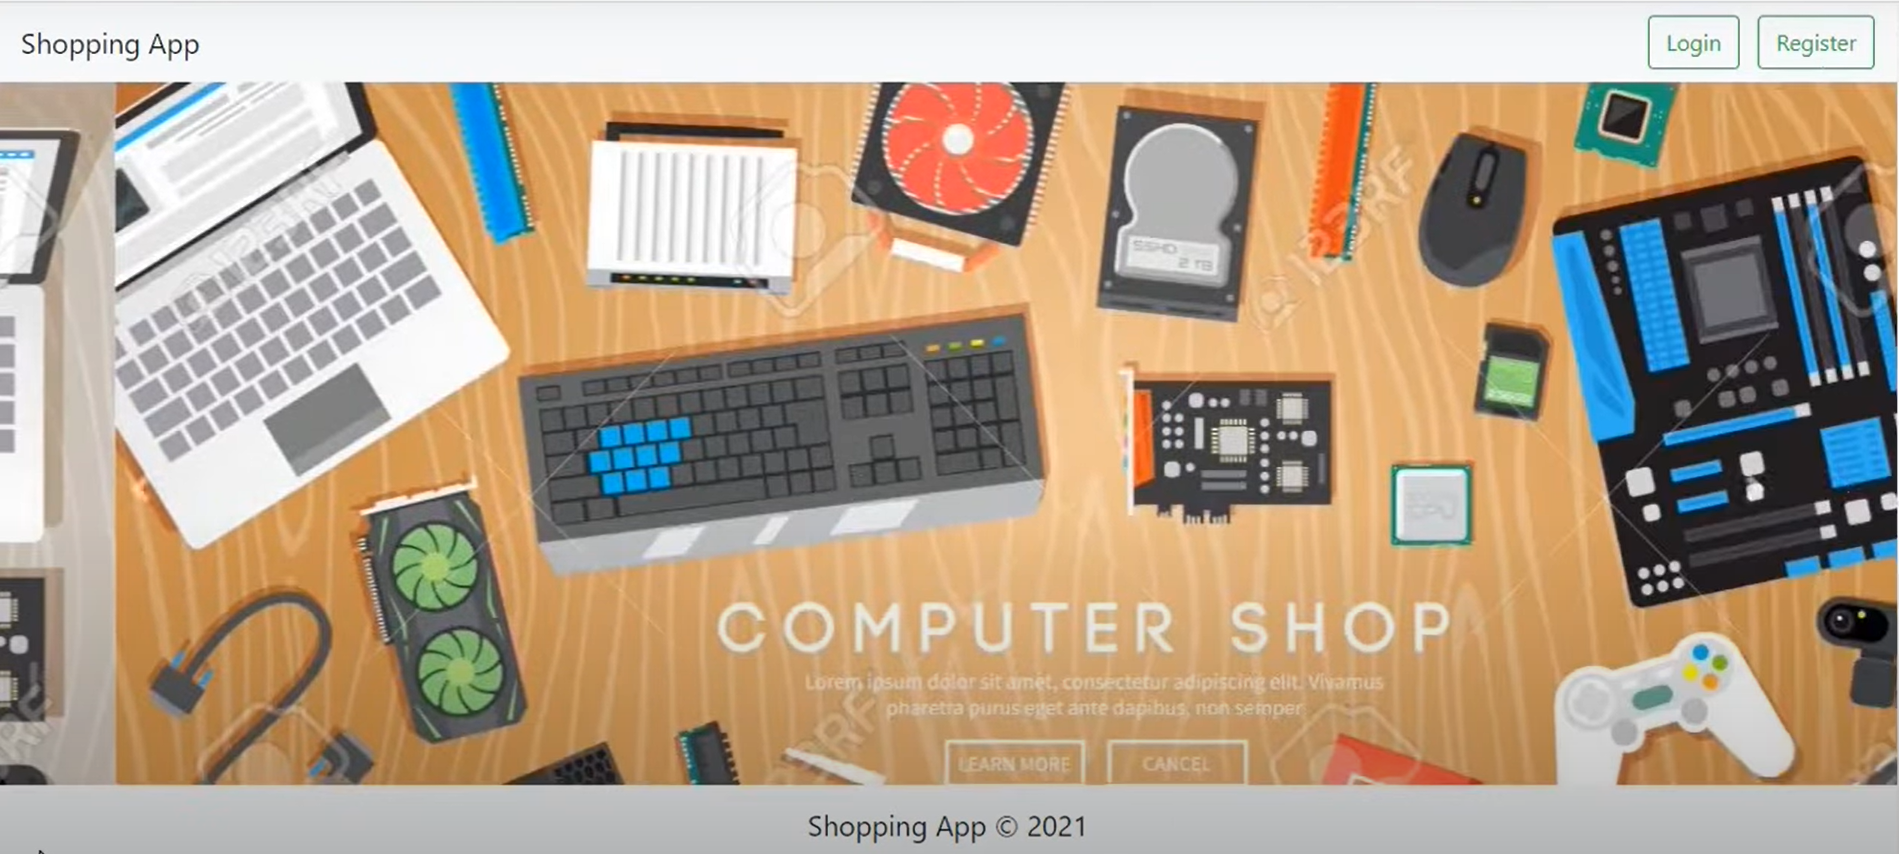 Shopping App
Login
Register
SSHD
2 TB
COMPUTER SHOP
Lorem ipsum dolor sit amet, consectetur adipiscing elit. Vivamus
pharetra purus eget ante dapibus, non semper
LEARN MORE
CANCEL
Shopping App © 2021